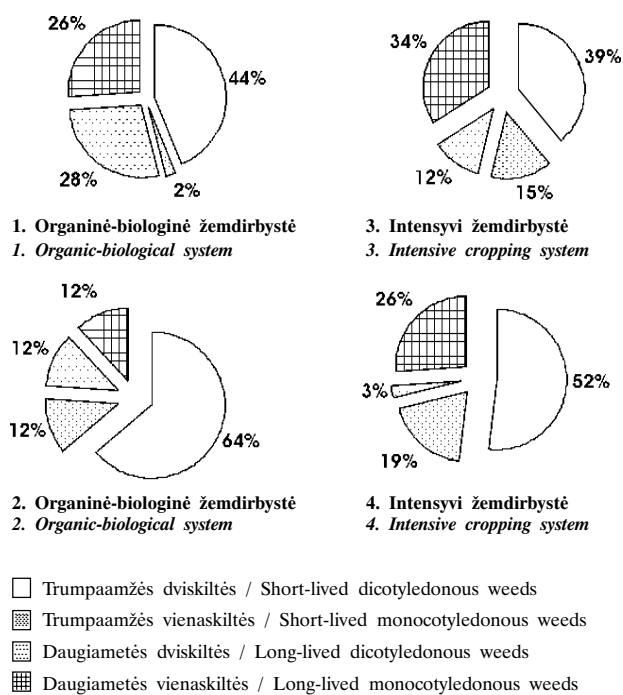 26%
44%
28%
2%
34%
39%
12%
15%
1. Organinė-biologinė žemdirbystė
1. Organic-biological system
3. Intensyvi žemdirbystė
3. Intensive cropping system
12%
12%
12%
64%
26%
52%
3%
19%
2. Organinė-biologinė žemdirbystė
2. Organic-biological system
4. Intensyvi žemdirbystė
4. Intensive cropping system
Trumpaamžės dviskiltės / Short-lived dicotyledonous weeds
Trumpaamžės vienaskiltės / Short-lived monocotyledonous weeds
Daugiametės dviskiltės / Long-lived dicotyledonous weeds
Daugiametės vienaskiltės / Long-lived monocotyledonous weeds